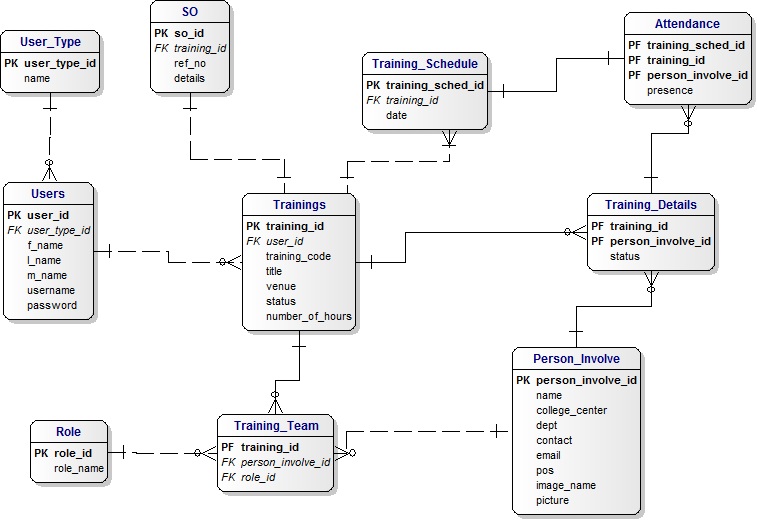 SO
PK so_id
FK training_id
ref_no
details
User_Type
PK user_type_id
name
Training_Schedule
PK training_sched_id
FK training_id
date
Attendance
PF training_sched_id
PF training_id
PF person_involve_id
presence
Users
PK user_id
FK user_type_id
f_name
l_name
m_name
username
password
Trainings
PK training_id
FK user_id
training_code
title
venue
status
number_of_hours
Training_Details
PF training_id
PF person_involve_id
status
Person_Involve
PK person_involve_id
name
college_center
dept
contact
email
pos
image_name
picture
Role
PK role_id
role_name
Training_Team
PF training_id
FK person_involve_id
FK role_id